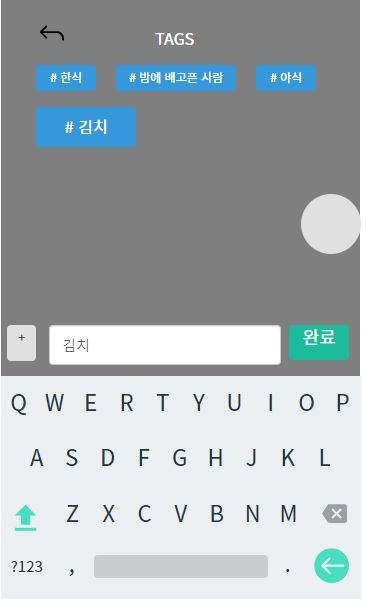 TAGS
# 한식 # 밤에 배고픈 사람 # 야식
# 김치
+ 김치 완료
Q W E R T Y U I O P
A S D F G H J K L
Z X C V B N M
?123 , .